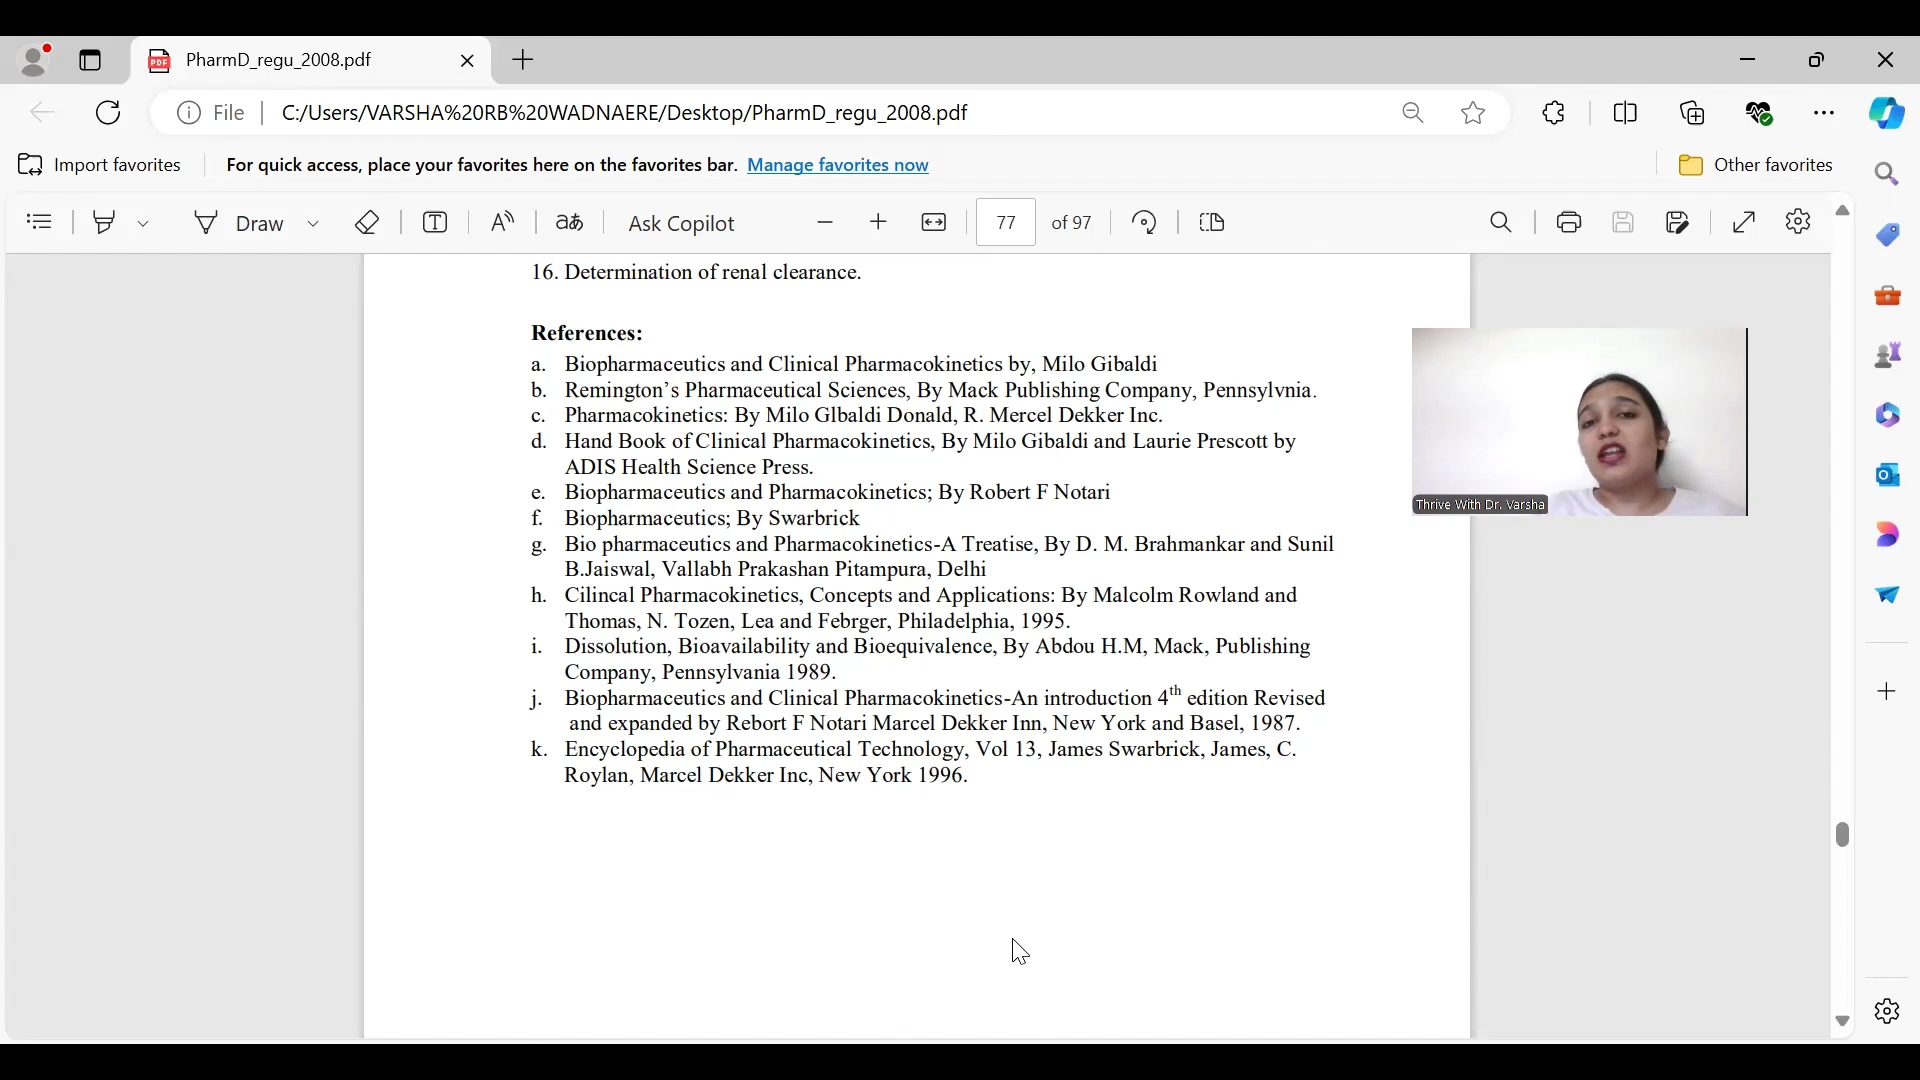 PharmD_regu_2008.pdf
File
C:/Users/VARSHA%20RB%20WADNAERE/Desktop/PharmD_regu_2008.pdf
Import favorites
For quick access, place your favorites here on the favorites bar. Manage favorites now
Other favorites
Draw
aあ
Ask Copilot
77 of 97
16. Determination of renal clearance.
References:
a. Biopharmaceutics and Clinical Pharmacokinetics by, Milo Gibaldi
b. Remington's Pharmaceutical Sciences, By Mack Publishing Company, Pennsylvnia.
c. Pharmacokinetics: By Milo Glbaldi Donald, R. Mercel Dekker Inc.
d. Hand Book of Clinical Pharmacokinetics, By Milo Gibaldi and Laurie Prescott by
ADIS Health Science Press.
e. Biopharmaceutics and Pharmacokinetics; By Robert F Notari
f. Biopharmaceutics; By Swarbrick
g. Bio pharmaceutics and Pharmacokinetics-A Treatise, By D. M. Brahmankar and Sunil
B.Jaiswal, Vallabh Prakashan Pitampura, Delhi
h. Cilincal Pharmacokinetics, Concepts and Applications: By Malcolm Rowland and
Thomas, N. Tozen, Lea and Febrger, Philadelphia, 1995.
i. Dissolution, Bioavailability and Bioequivalence, By Abdou H.M, Mack, Publishing
Company, Pennsylvania 1989.
j. Biopharmaceutics and Clinical Pharmacokinetics-An introduction 4th edition Revised
and expanded by Rebort F Notari Marcel Dekker Inn, New York and Basel, 1987.
k. Encyclopedia of Pharmaceutical Technology, Vol 13, James Swarbrick, James, C.
Roylan, Marcel Dekker Inc, New York 1996.
Thrive With Dr. Varsha